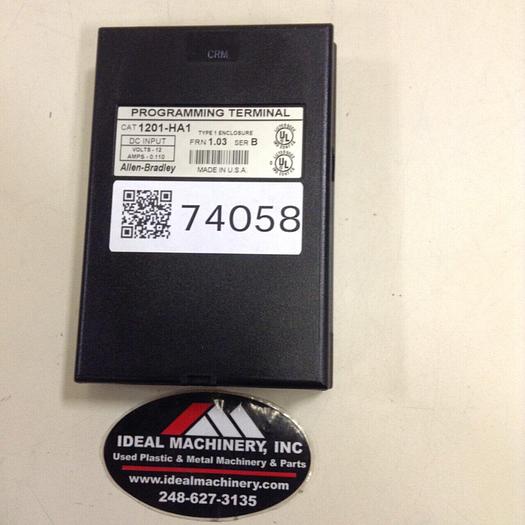 CRM
PROGRAMMING TERMINAL
CAT 1201-HA1 TYPE 1 ENCLOSURE
DC INPUT FRN 1.03 SER B
VOLTS - 12
AMPS - 0.110
Allen-Bradley MADE IN U.S.A.
UL
UL
74058
IDEAL MACHINERY, INC
Used Plastic & Metal Machinery & Parts
www.idealmachinery.com
248-627-3135